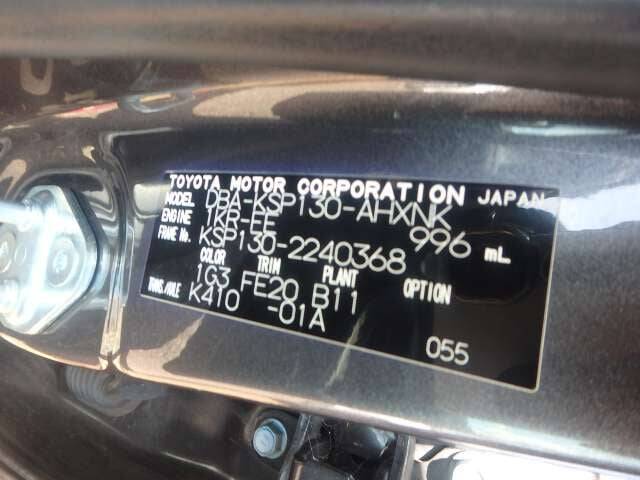 TOYOTA MOTOR CORPORATION JAPAN
MODEL DBA-KSP130-AHXNK
ENGINE 1KR-FE 996 mL
FRAME No. KSP130-2240368
COLOR TRIM PLANT OPTION
1G3 FE20 B11
TRANS./AXLE K410 -01A
055